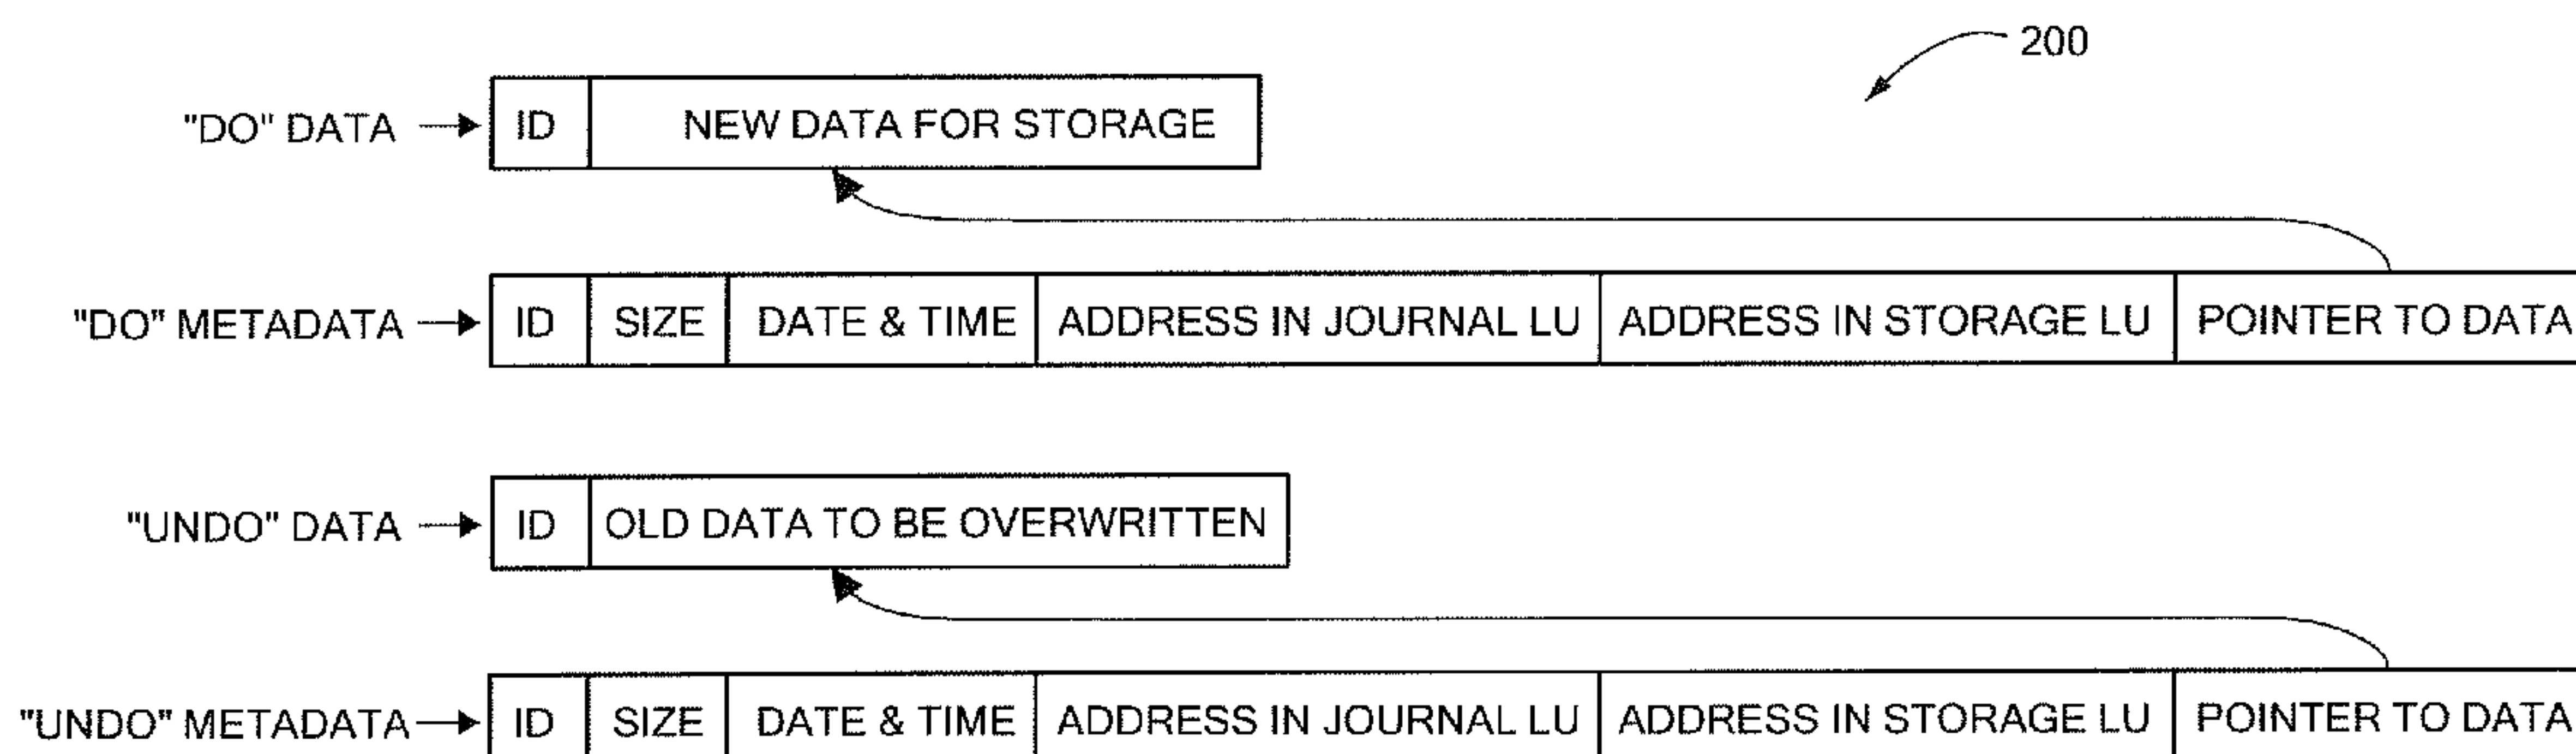 200
"DO" DATA ID NEW DATA FOR STORAGE
"DO" METADATA ID SIZE DATE & TIME ADDRESS IN JOURNAL LU ADDRESS IN STORAGE LU POINTER TO DATA
"UNDO" DATA ID OLD DATA TO BE OVERWRITTEN
"UNDO" METADATA ID SIZE DATE & TIME ADDRESS IN JOURNAL LU ADDRESS IN STORAGE LU POINTER TO DATA